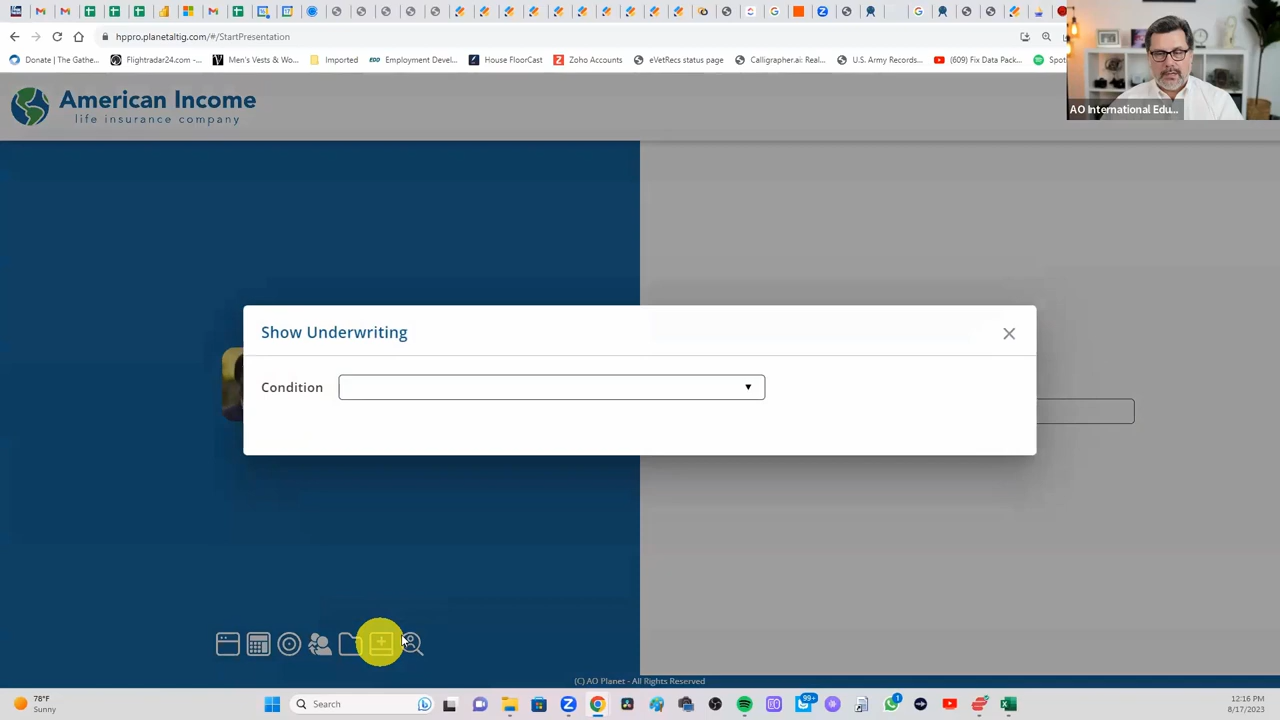 hppro.planetaltig.com/#/StartPresentation
Donate | The Gathe...
Flightradar24.com -...
Men's Vests & Wo...
Imported
Employment Devel...
House FloorCast
Zoho Accounts
eVetRecs status page
Calligrapher.ai: Real...
U.S. Army Records...
(609) Fix Data Pack...
Spot
AO International Edu...
American Income
life insurance company
Show Underwriting
Condition
(C) AO Planet - All Rights Reserved
78°F
Sunny
Search
99+
1
12:16 PM
8/17/2023